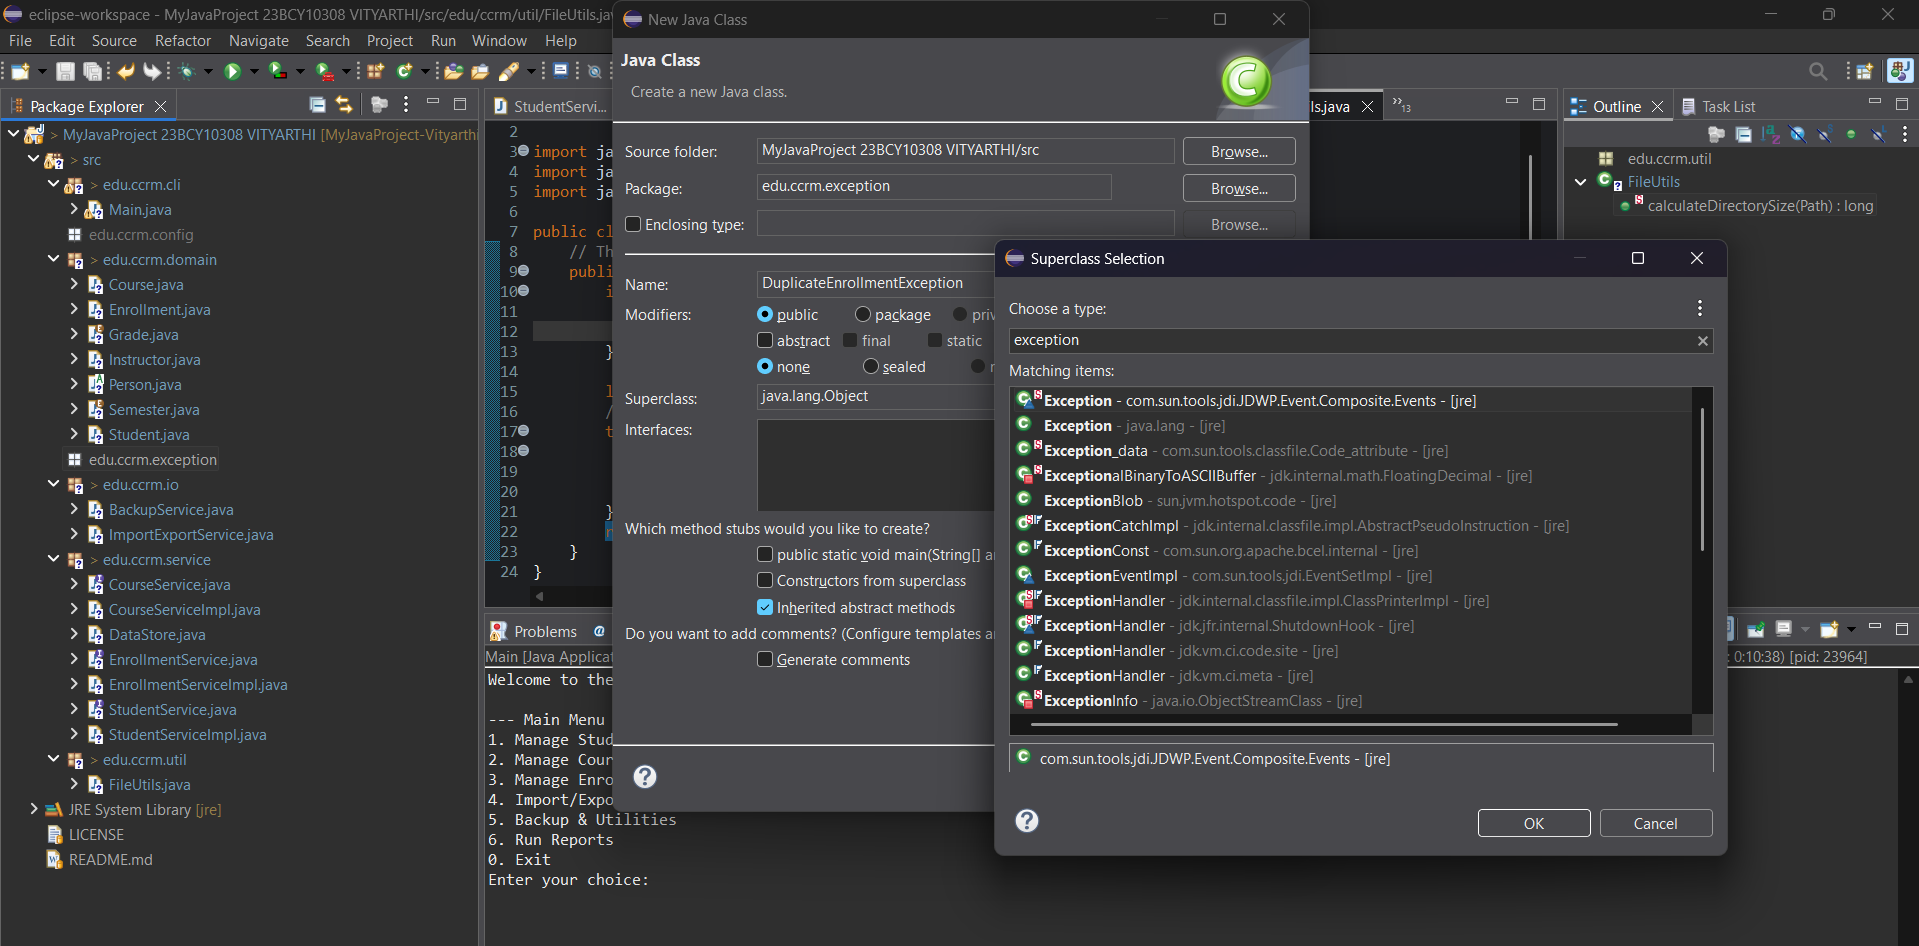 eclipse-workspace - MyJavaProject 23BCY10308 VITYARTHI/src/edu/ccrm/util/FileUtils.ja
File Edit Source Refactor Navigate Search Project Run Window Help
Package Explorer
> MyJavaProject 23BCY10308 VITYARTHI [MyJavaProject-Vityarthi
> src
> edu.ccrm.cli
Main.java
edu.ccrm.config
> edu.ccrm.domain
Course.java
Enrollment.java
Grade.java
Instructor.java
Person.java
Semester.java
Student.java
edu.ccrm.exception
> edu.ccrm.io
BackupService.java
ImportExportService.java
> edu.ccrm.service
CourseService.java
CourseServiceImpl.java
DataStore.java
EnrollmentService.java
EnrollmentServiceImpl.java
StudentService.java
StudentServiceImpl.java
> edu.ccrm.util
FileUtils.java
JRE System Library [jre]
LICENSE
README.md
StudentServi...
ls.java
»13
2
3 import ja
4 import ja
5 import ja
6
7 public cl
8 // Th
9 publi
10 i
11
12
13 }
14
15 l
16 /
17 t
18
19
20
21 }
22 r
23 }
24 }
Problems @
Main [Java Applicat
: 0:10:38) [pid: 23964]
Welcome to the
--- Main Menu
1. Manage Stud
2. Manage Cour
3. Manage Enro
4. Import/Expo
5. Backup & Utilities
6. Run Reports
0. Exit
Enter your choice:
New Java Class
Java Class
Create a new Java class.
Source folder: MyJavaProject 23BCY10308 VITYARTHI/src Browse...
Package: edu.ccrm.exception Browse...
Enclosing type: Browse...
Name: DuplicateEnrollmentException
Modifiers: public package priv
abstract final static
none sealed n
Superclass: java.lang.Object
Interfaces:
Which method stubs would you like to create?
public static void main(String[] a
Constructors from superclass
Inherited abstract methods
Do you want to add comments? (Configure templates a
Generate comments
Superclass Selection
Choose a type:
exception
Matching items:
Exception - com.sun.tools.jdi.JDWP.Event.Composite.Events - [jre]
Exception - java.lang - [jre]
Exception_data - com.sun.tools.classfile.Code_attribute - [jre]
ExceptionalBinaryToASCIIBuffer - jdk.internal.math.FloatingDecimal - [jre]
ExceptionBlob - sun.jvm.hotspot.code - [jre]
ExceptionCatchImpl - jdk.internal.classfile.impl.AbstractPseudoInstruction - [jre]
ExceptionConst - com.sun.org.apache.bcel.internal - [jre]
ExceptionEventImpl - com.sun.tools.jdi.EventSetImpl - [jre]
ExceptionHandler - jdk.internal.classfile.impl.ClassPrinterImpl - [jre]
ExceptionHandler - jdk.jfr.internal.ShutdownHook - [jre]
ExceptionHandler - jdk.vm.ci.code.site - [jre]
ExceptionHandler - jdk.vm.ci.meta - [jre]
ExceptionInfo - java.io.ObjectStreamClass - [jre]
com.sun.tools.jdi.JDWP.Event.Composite.Events - [jre]
OK Cancel
Outline Task List
edu.ccrm.util
FileUtils
calculateDirectorySize(Path) : long